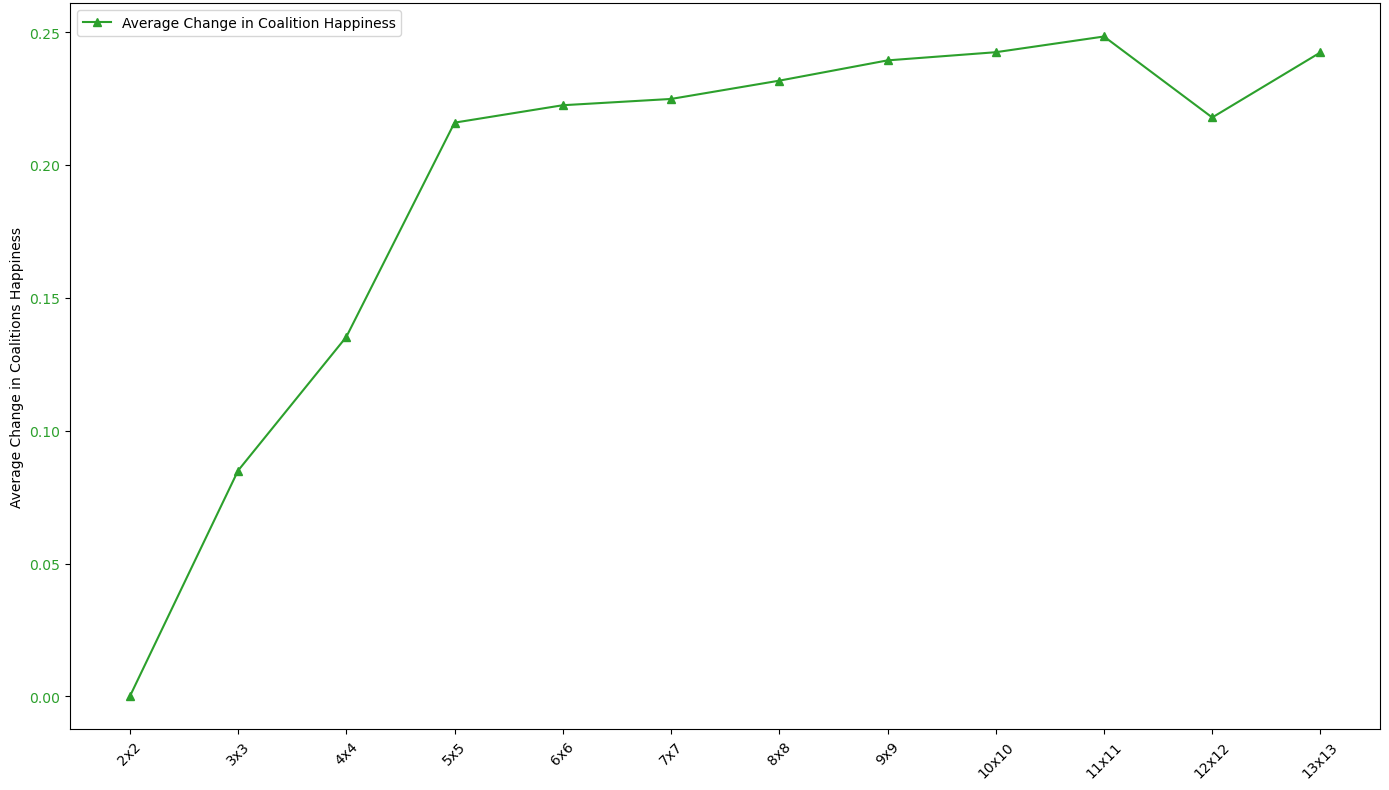 Average Change in Coalition Happiness
Average Change in Coalitions Happiness
0.25
0.20
0.15
0.10
0.05
0.00
2x2
3x3
4x4
5x5
6x6
7x7
8x8
9x9
10x10
11x11
12x12
13x13